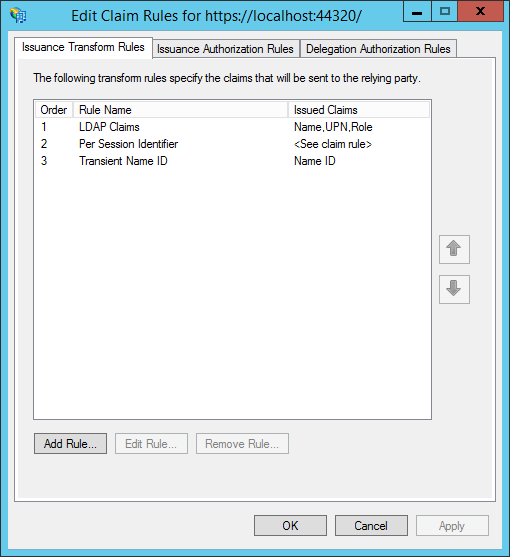 Edit Claim Rules for https://localhost:44320/
Issuance Transform Rules Issuance Authorization Rules Delegation Authorization Rules
The following transform rules specify the claims that will be sent to the relying party.
Order Rule Name Issued Claims
1 LDAP Claims Name,UPN,Role
2 Per Session Identifier <See claim rule>
3 Transient Name ID Name ID
Add Rule... Edit Rule... Remove Rule...
OK Cancel Apply